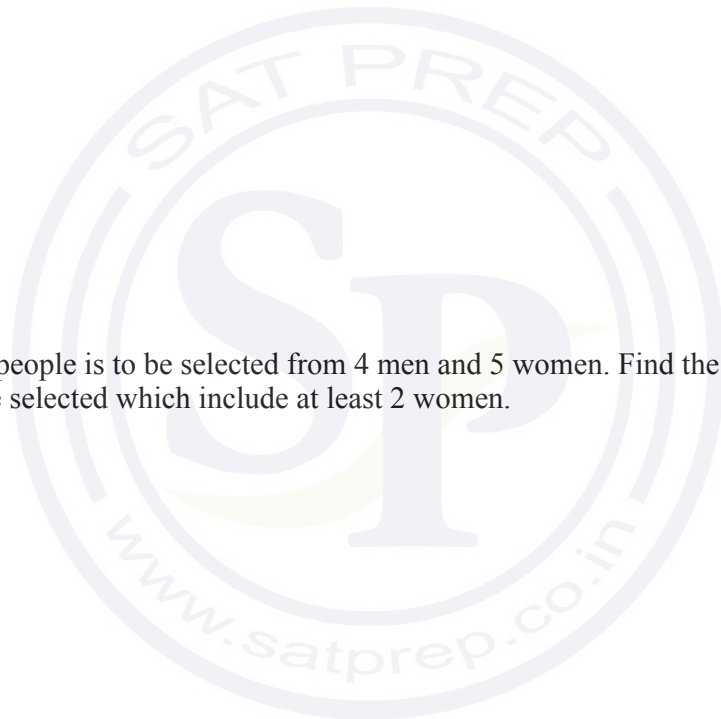 SAT PREP
SP
people is to be selected from 4 men and 5 women. Find the
selected which include at least 2 women.
www.satprep.co.in